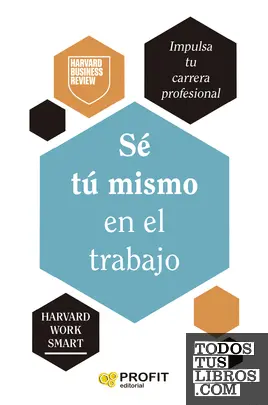 HARVARD
BUSINESS
REVIEW
Impulsa
tu
carrera
profesional
Sé
tú mismo
en el
trabajo
HARVARD
WORK
SMART
PROFIT
editorial
TODOS
TUS
LIBROS